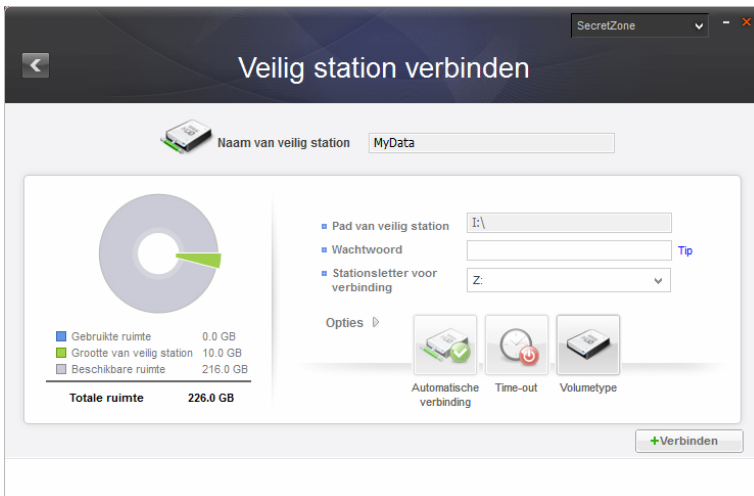 SecretZone
Veilig station verbinden
Naam van veilig station MyData
Pad van veilig station I:\
Wachtwoord Tip
Stationsletter voor verbinding Z:
Gebruikte ruimte 0.0 GB
Grootte van veilig station 10.0 GB
Beschikbare ruimte 216.0 GB
Totale ruimte 226.0 GB
Opties
Automatische verbinding
Time-out
Volumetype
+Verbinden